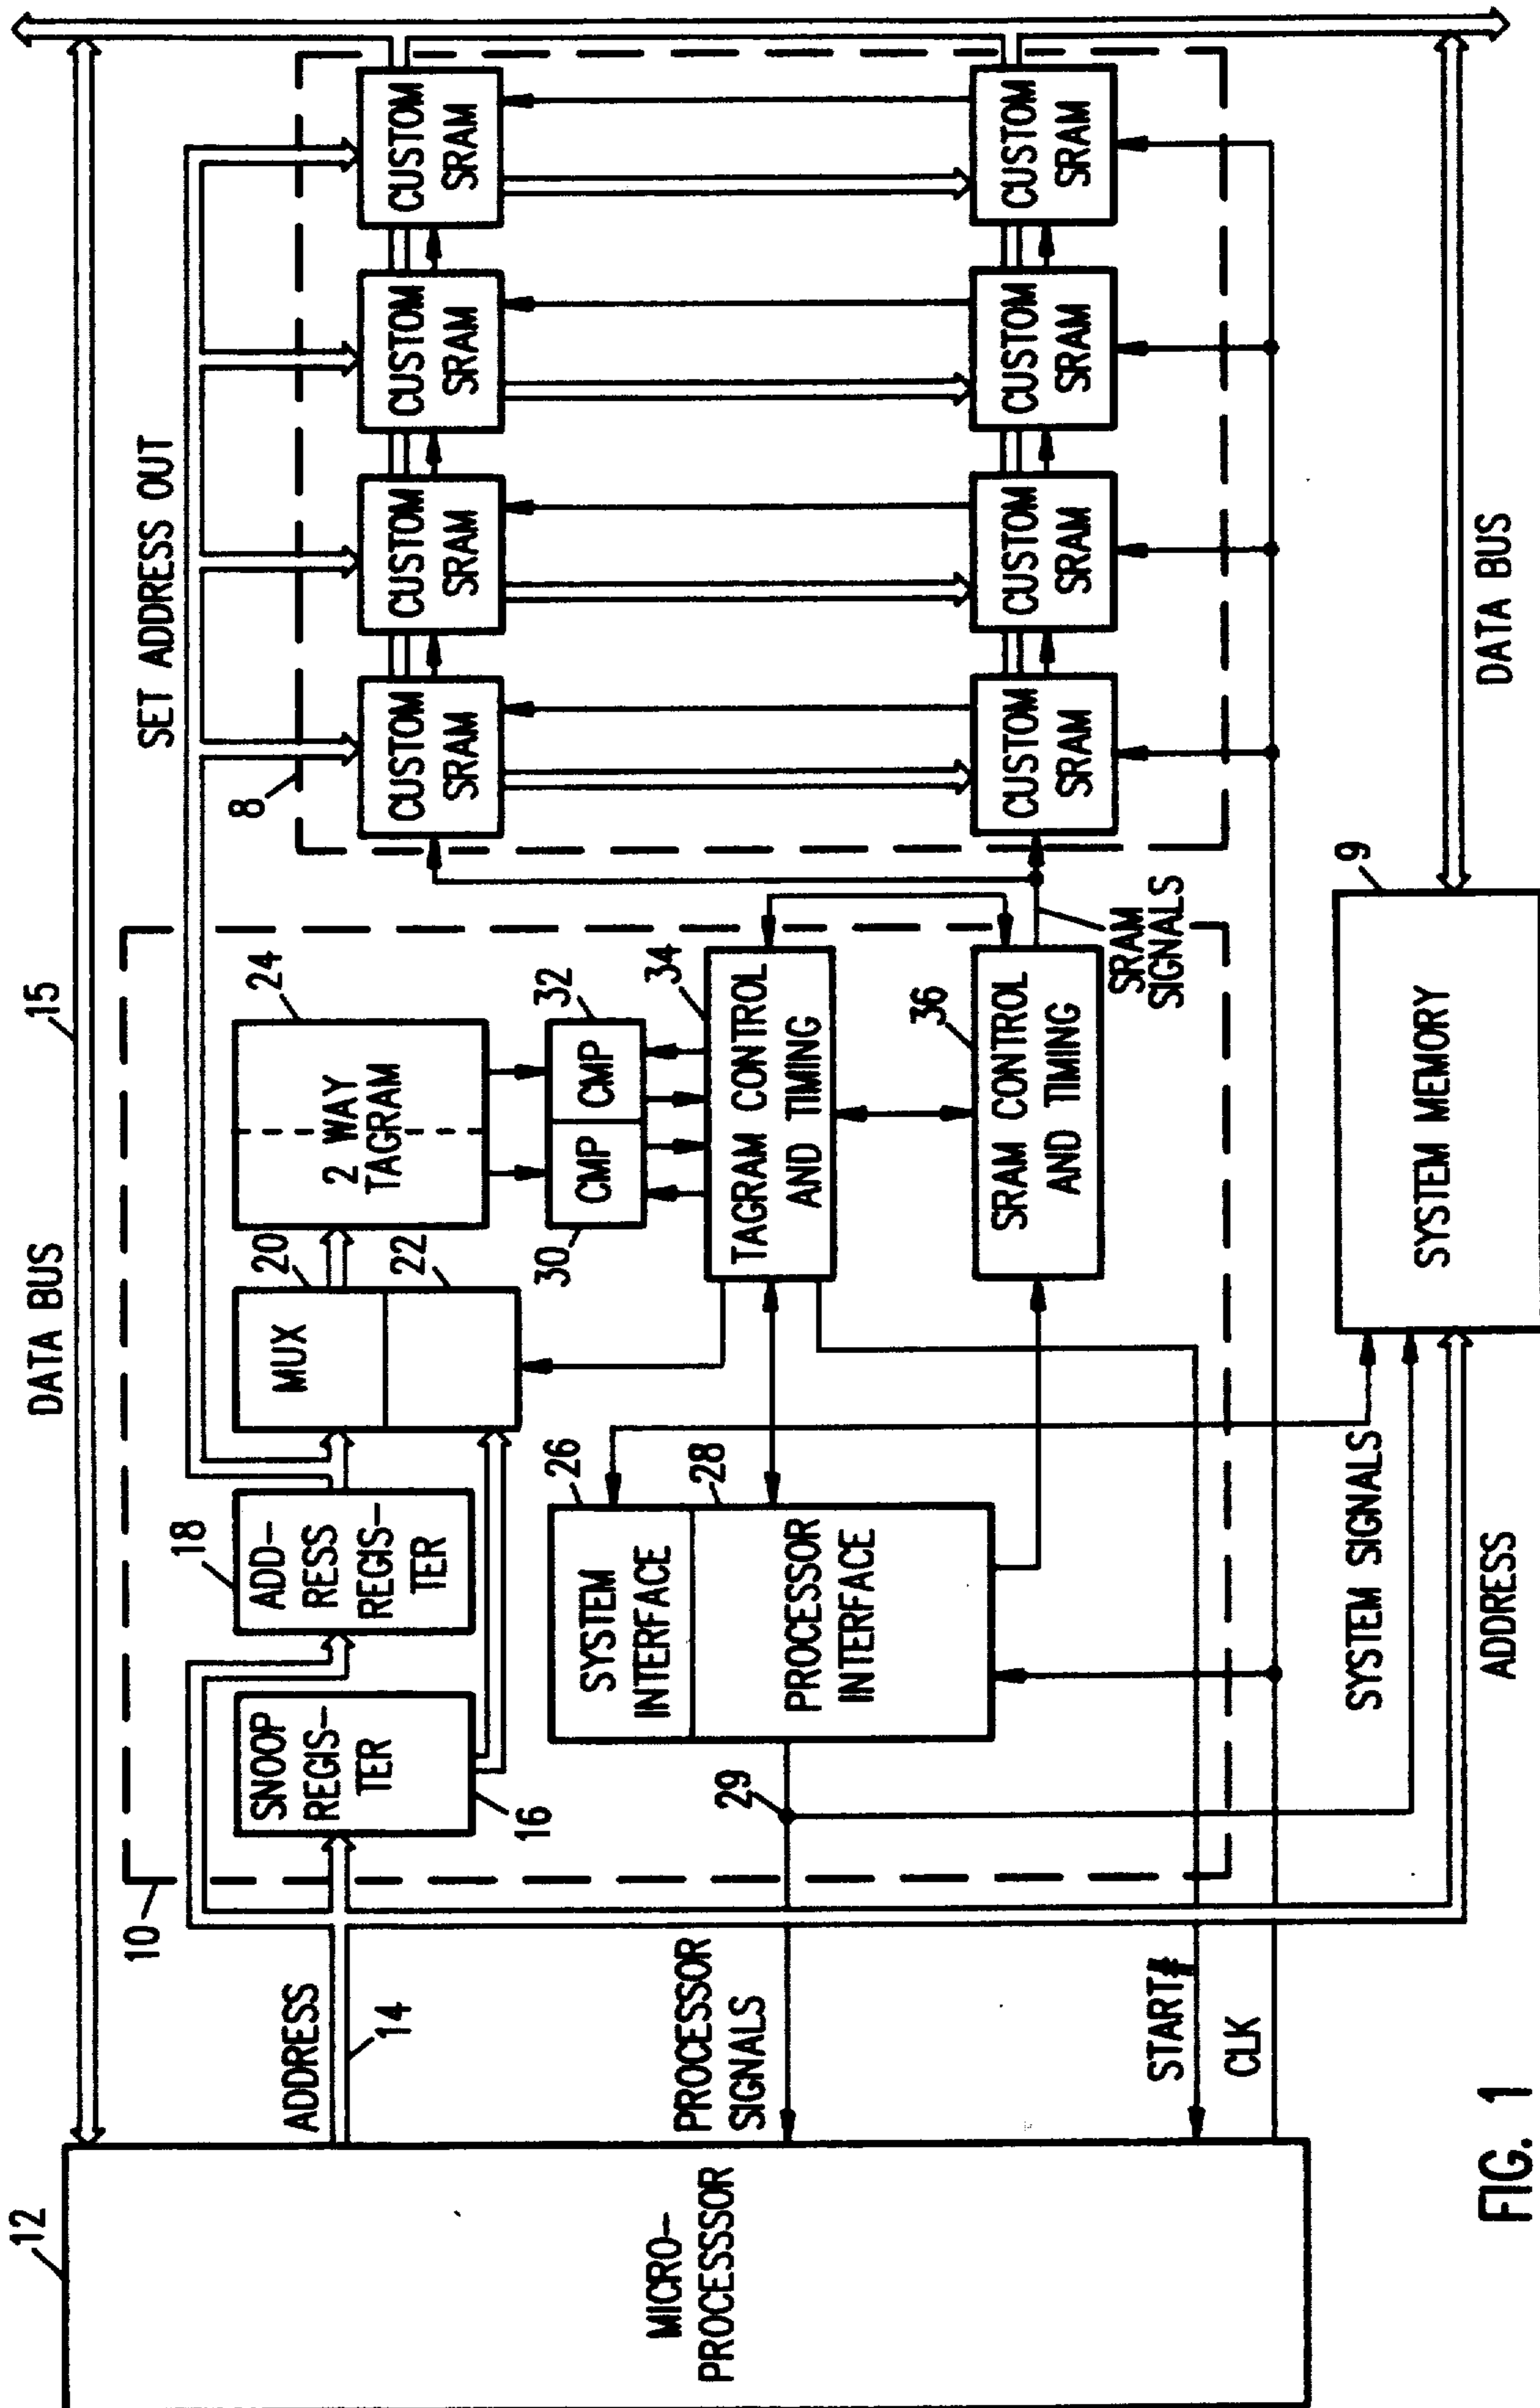 12
MICRO-
PROCESSSOR
DATA BUS
15
ADDRESS
14
10
SNOOP
REGIS-
TER
16
18
ADD-
RESS
REGIS-
TER
20
MUX
22
24
2 WAY
TAGRAM
SET ADDRESS OUT
8
CUSTOM
SRAM
CUSTOM
SRAM
CUSTOM
SRAM
CUSTOM
SRAM
PROCESSOR
SIGNALS
29
26
SYSTEM
INTERFACE
28
PROCESSOR
INTERFACE
30
CMP
CMP
32
34
TAGRAM CONTROL
AND TIMING
36
SRAM CONTROL
AND TIMING
SRAM
SIGNALS
CUSTOM
SRAM
CUSTOM
SRAM
CUSTOM
SRAM
CUSTOM
SRAM
START#
CLK
SYSTEM SIGNALS
ADDRESS
9
SYSTEM MEMORY
DATA BUS
FIG. 1